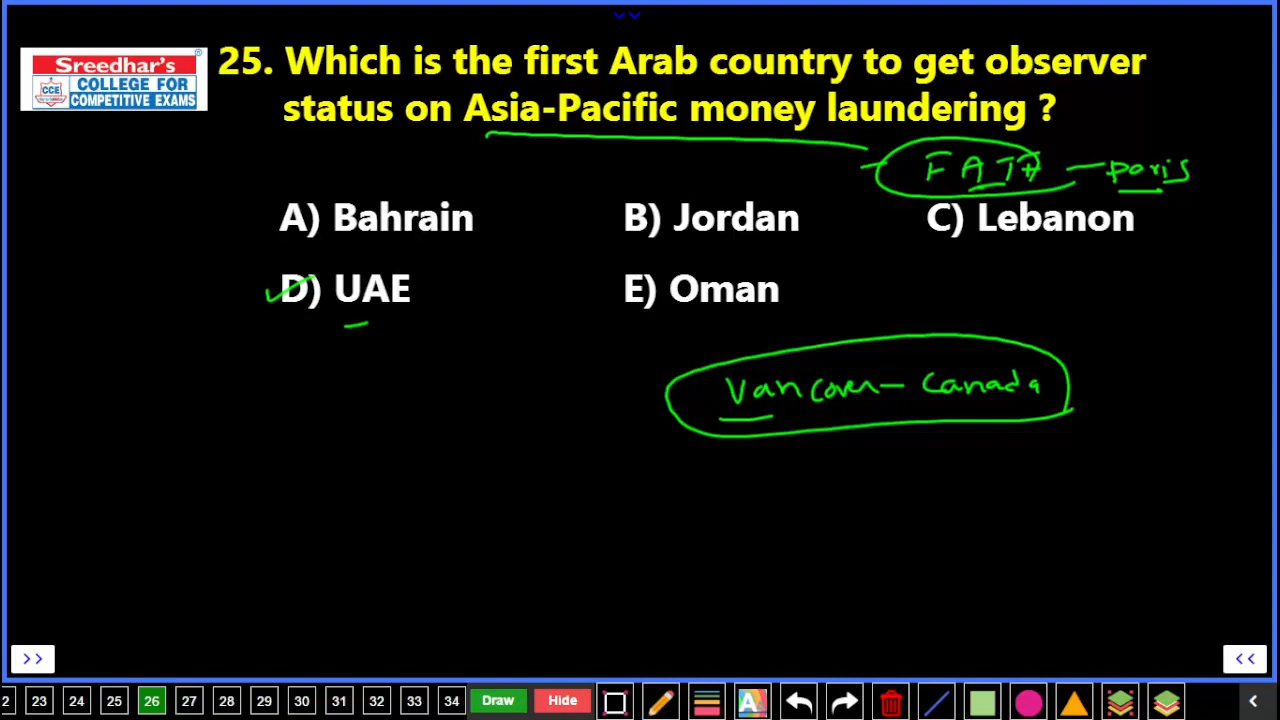 Sreedhar's
COLLEGE FOR
CCE
COMPETITIVE EXAMS
25. Which is the first Arab country to get observer
status on Asia-Pacific money laundering ?
FATF - paris
A) Bahrain
B) Jordan
C) Lebanon
D) UAE
E) Oman
Vancover - Canada
>>
<<
2 23 24 25 26 27 28 29 30 31 32 33 34 Draw Hide A <